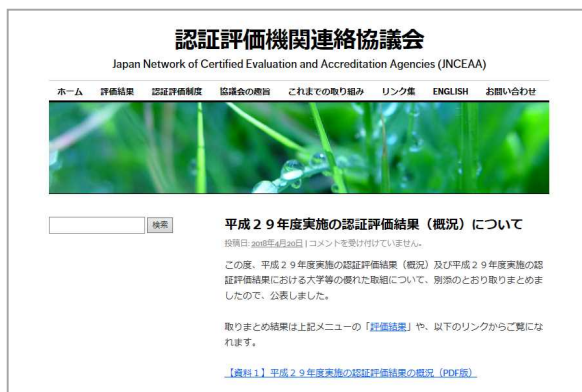 認証評価機関連絡協議会
Japan Network of Certified Evaluation and Accreditation Agencies (JNCEAA)
ホーム 評価結果 認証評価制度 協議会の趣旨 これまでの取り組み リンク集 ENGLISH お問い合わせ
検索
平成２９年度実施の認証評価結果（概況）について
投稿日: 2018年4月20日 | コメントを受け付けていません。
この度、平成２９年度実施の認証評価結果（概況）及び平成２９年度実施の認
証評価結果における大学等の優れた取組について、別添のとおり取りまとめま
したので、公表しました。
取りまとめ結果は上記メニューの「評価結果」や、以下のリンクからご覧にな
れます。
【資料１】平成２９年度実施の認証評価結果の概況（PDF版）